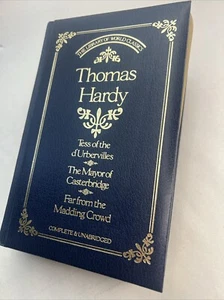 THE LIBRARY OF WORLD CLASSICS
Thomas
Hardy
Tess of the
d'Urbervilles
The Mayor of
Casterbridge
Far from the
Madding Crowd
COMPLETE & UNABRIDGED